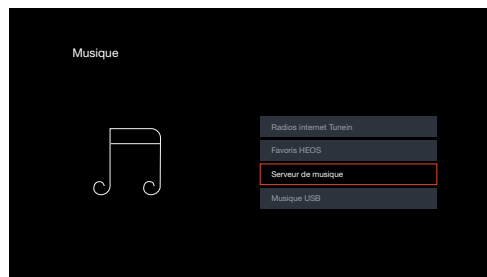 Musique
Radios internet Tunein
Favoris HEOS
Serveur de musique
Musique USB